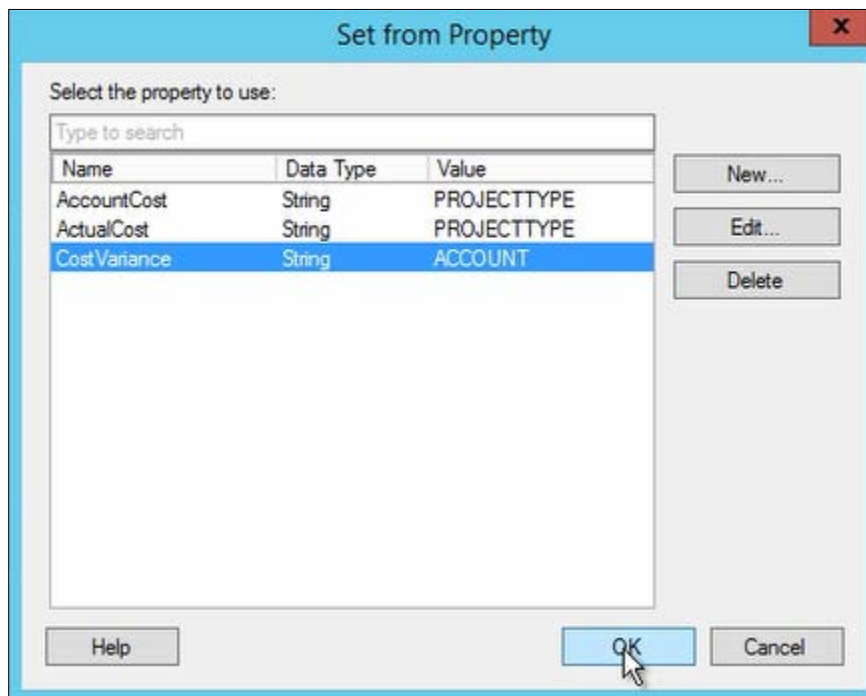 Set from Property
x
Select the property to use:
Type to search
Name Data Type Value
AccountCost String PROJECTTYPE
ActualCost String PROJECTTYPE
CostVariance String ACCOUNT
New...
Edit...
Delete
Help OK Cancel